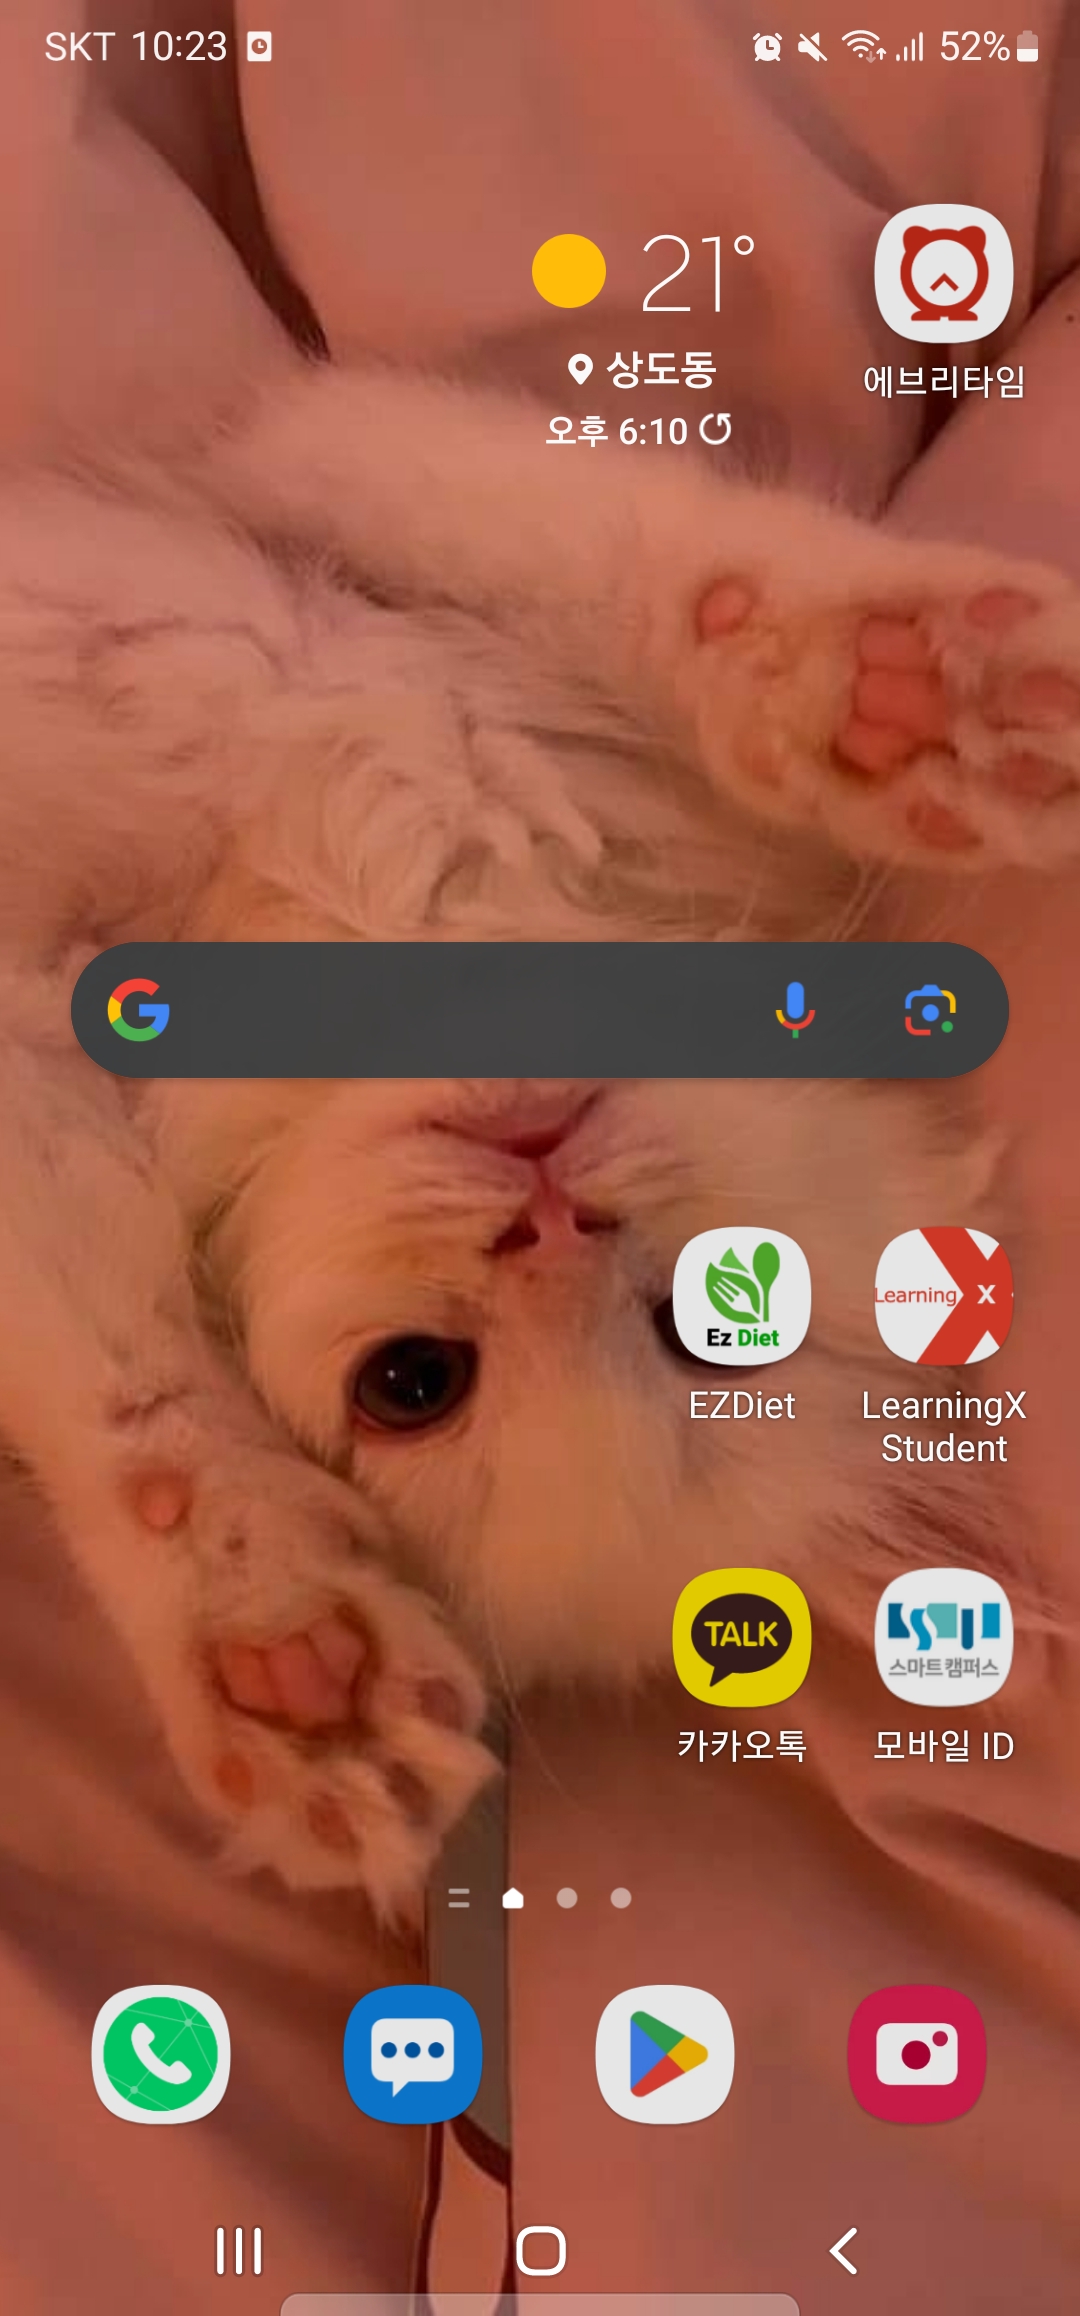 SKT 10:23
52%
21°
상도동
오후 6:10
에브리타임
Ez Diet
Learning X
EZDiet
LearningX
Student
TALK
스마트캠퍼스
카카오톡
모바일 ID